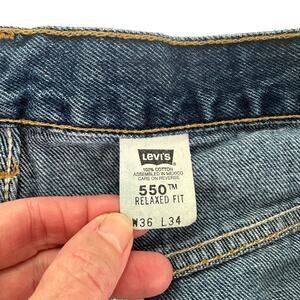 LEVI'S
100% COTTON
ASSEMBLED IN MEXICO
CARE ON REVERSE
550™
RELAXED FIT
W36 L34